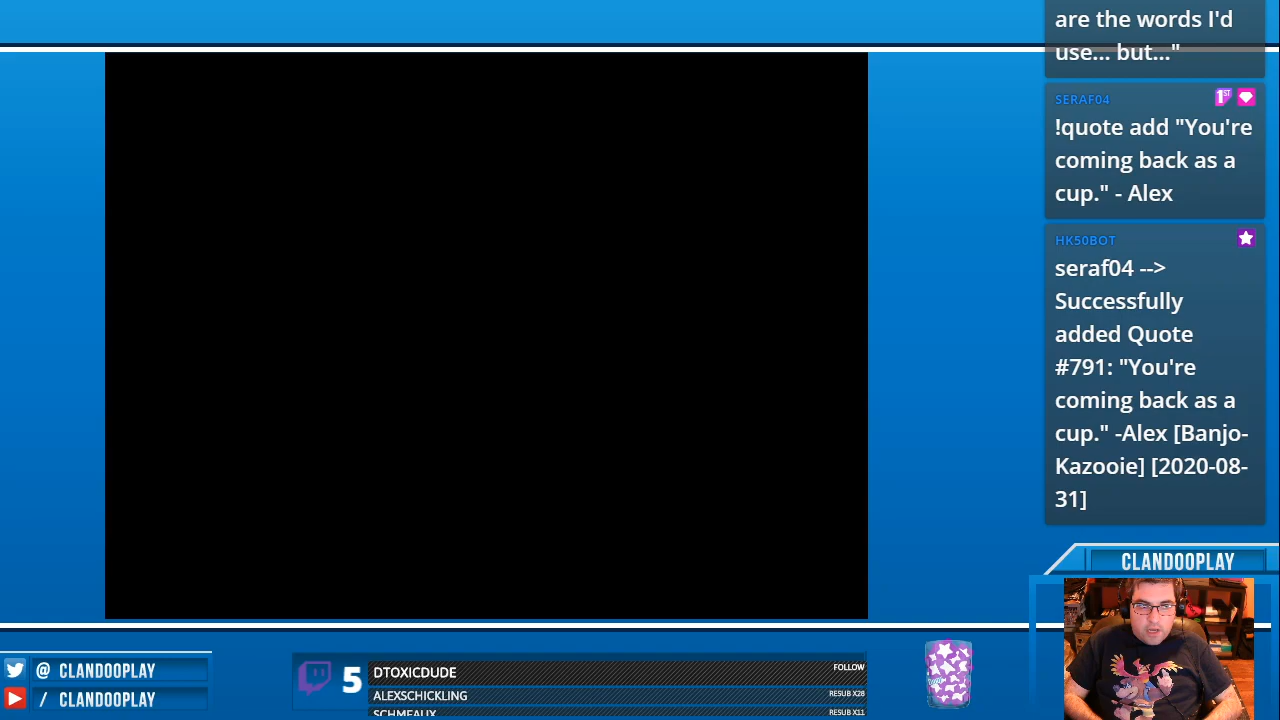 are the words I'd
use... but..."
SERAF04
1ST
!quote add "You're
coming back as a
cup." - Alex
HK50BOT
seraf04 -->
Successfully
added Quote
#791: "You're
coming back as a
cup." -Alex [Banjo-
Kazooie] [2020-08-
31]
CLANDOOPLAY
@ CLANDOOPLAY
/ CLANDOOPLAY
5
DTOXICDUDE FOLLOW
ALEXSCHICKLING RESUB X28
SCHMEAUX RESUB X11